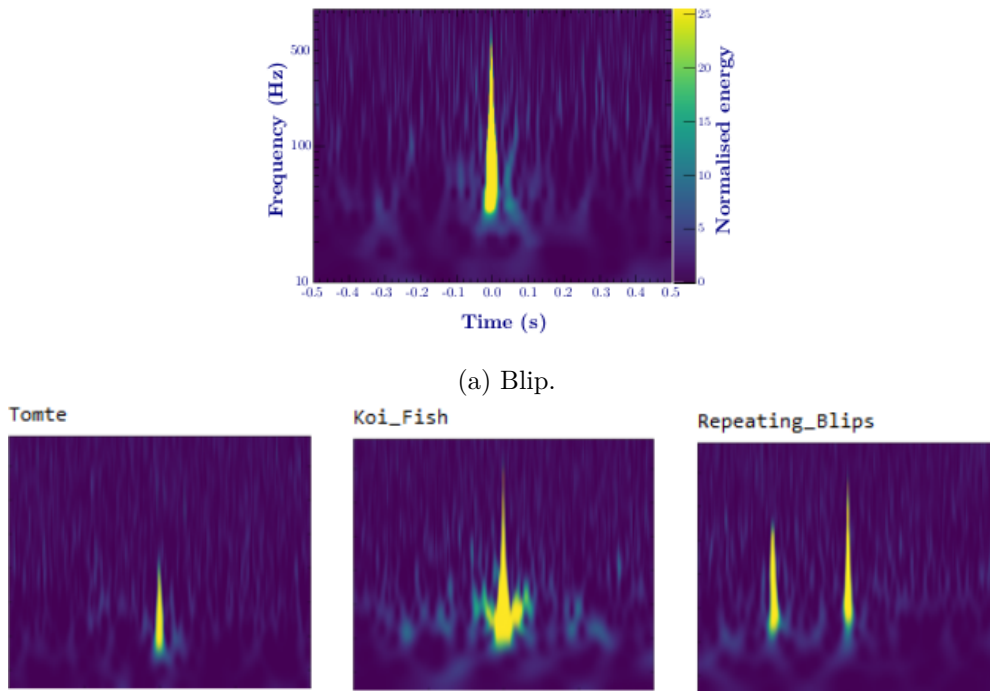 500
100
10
Frequency (Hz)
-0.5 -0.4 -0.3 -0.2 -0.1 0.0 0.1 0.2 0.3 0.4 0.5
Time (s)
25
20
15
10
5
0
Normalised energy
(a) Blip.
Tomte
Koi_Fish
Repeating_Blips